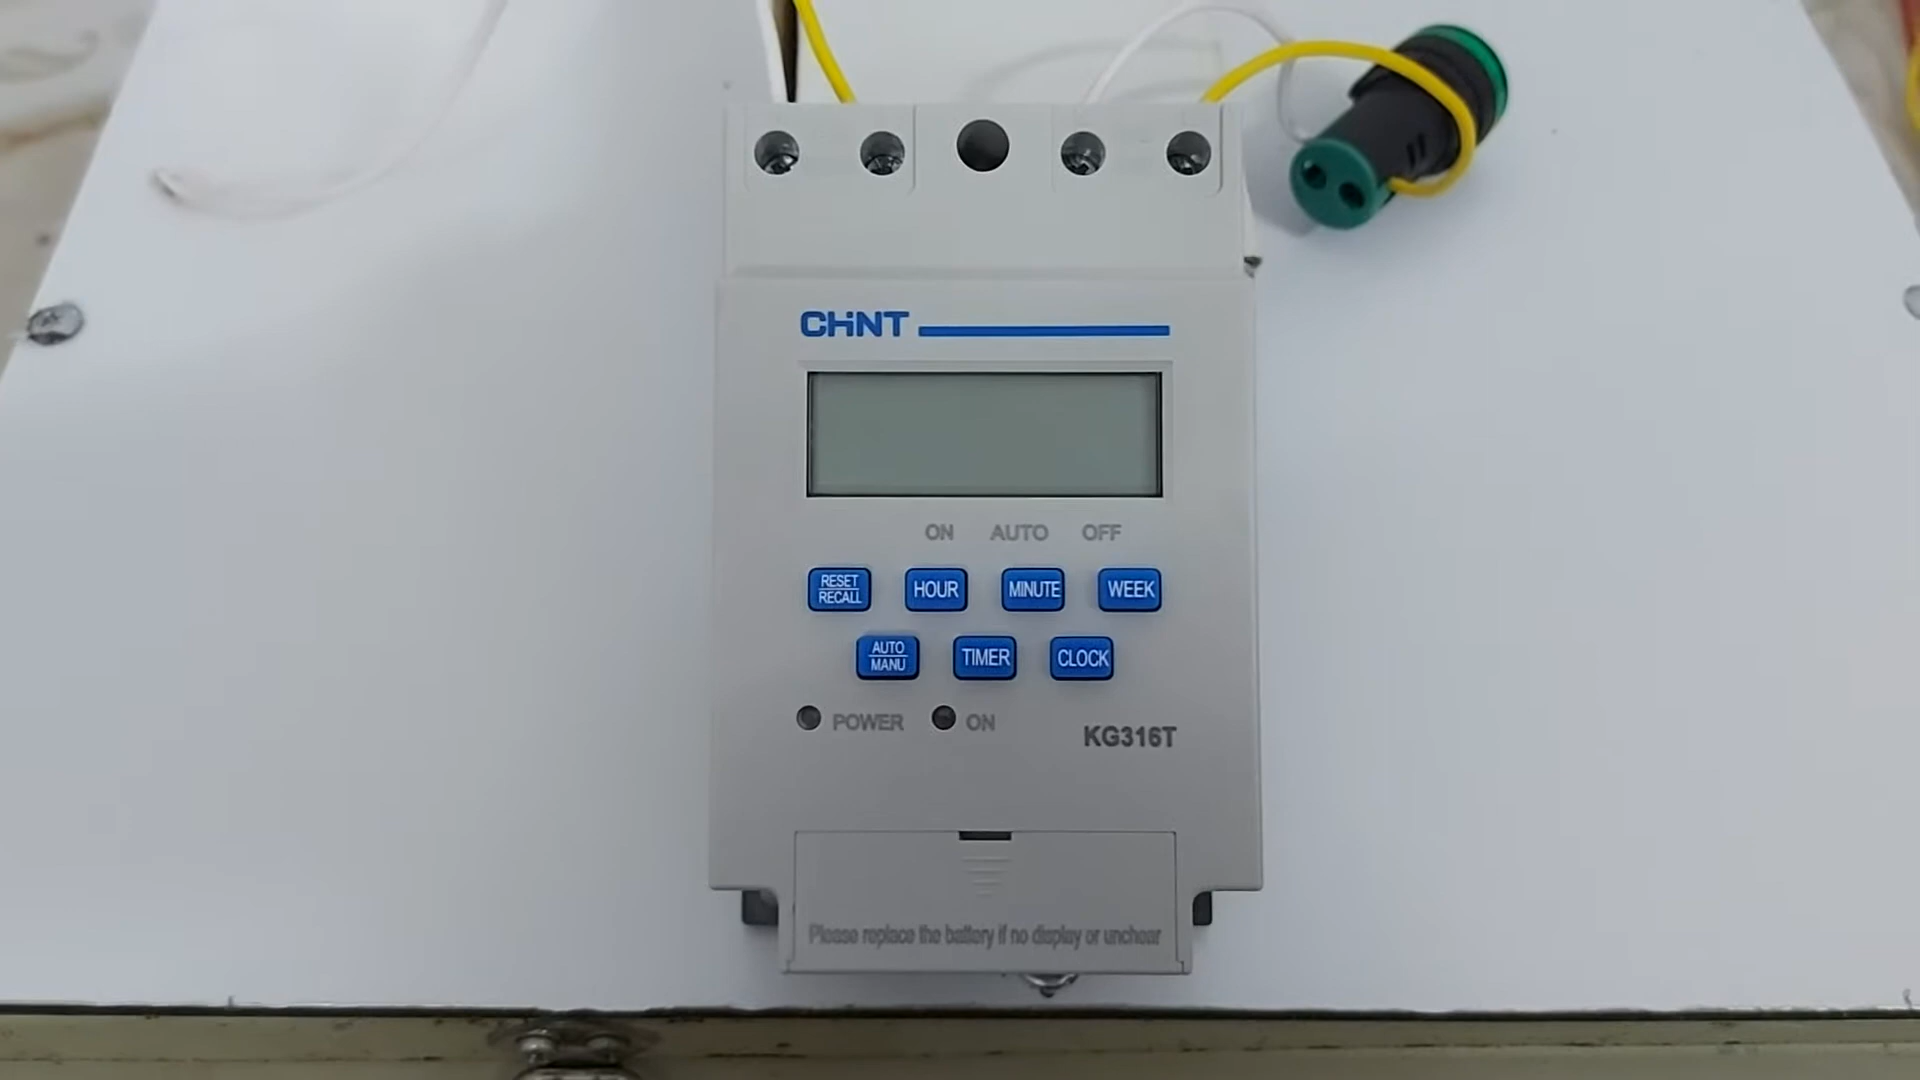 CHiNT
ON AUTO OFF
RESET RECALL HOUR MINUTE WEEK
AUTO MANU TIMER CLOCK
POWER ON
KG316T
Please replace the battery if no display or unclear